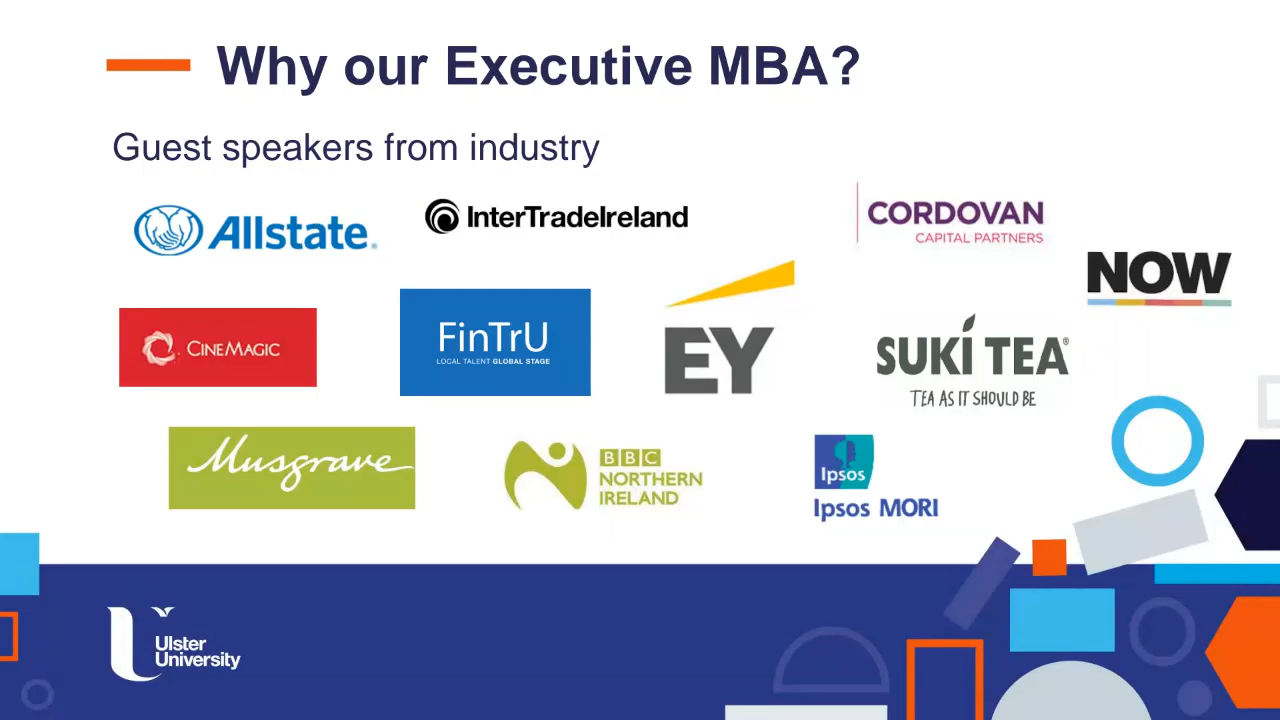 Why our Executive MBA?
Guest speakers from industry
Allstate
InterTradeIreland
CORDOVAN
CAPITAL PARTNERS
NOW
CINEMAGIC
FinTrU
LOCAL TALENT GLOBAL STAGE
EY
SUKI TEA®
TEA AS IT SHOULD BE
Musgrave
BBC
NORTHERN
IRELAND
Ipsos
Ipsos MORI
Ulster
University